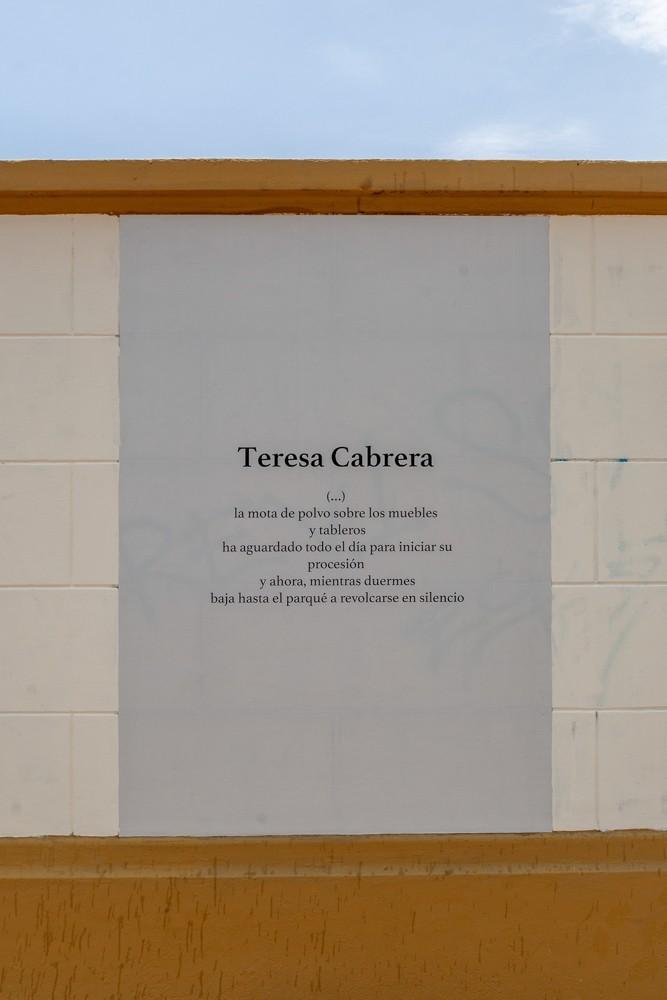 Teresa Cabrera
(...)
la mota de polvo sobre los muebles
y tableros
ha aguardado todo el día para iniciar su
procesión
y ahora, mientras duermes
baja hasta el parqué a revolcarse en silencio